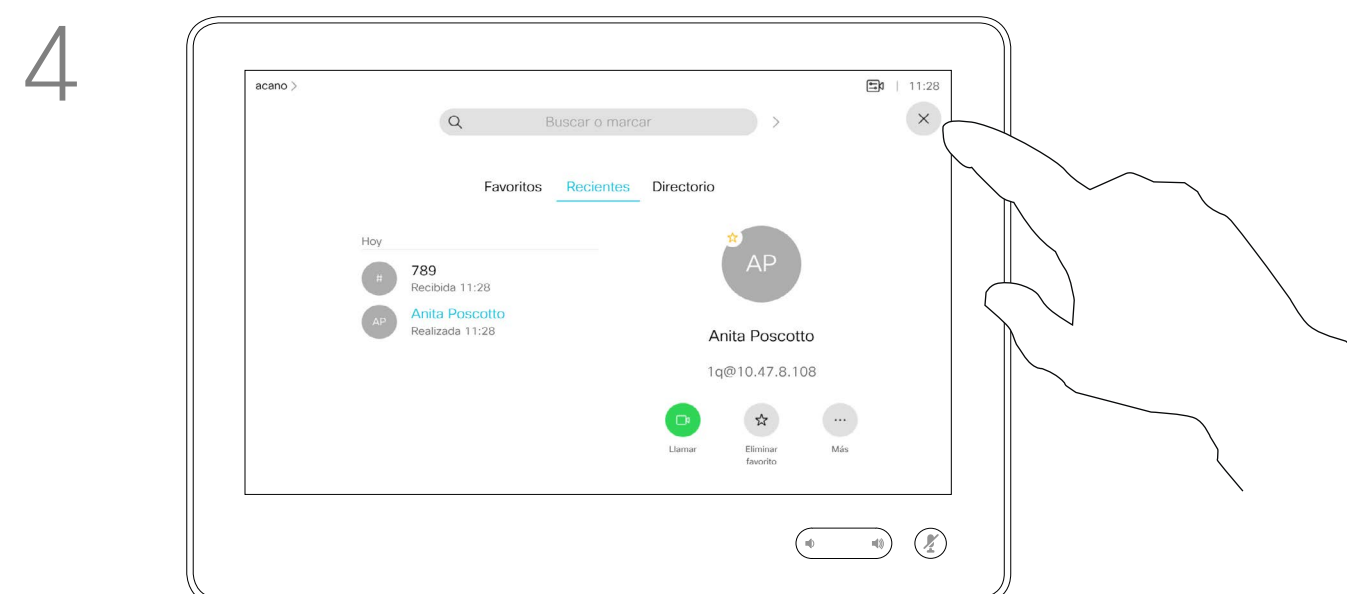 4
acano >
| 11:28
Buscar o marcar >
Favoritos Recientes Directorio
Hoy
# 789
Recibida 11:28
AP Anita Poscotto
Realizada 11:28
AP
Anita Poscotto
1q@10.47.8.108
Llamar
Eliminar
favorito
Más